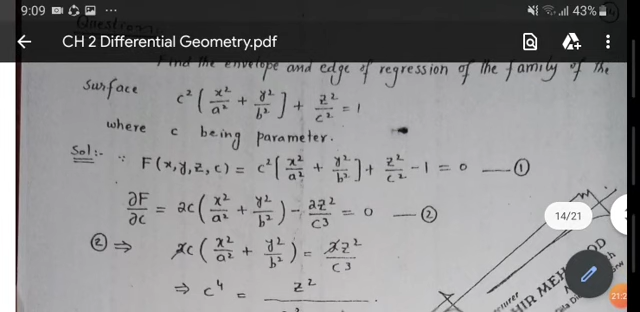 9:09 ... 43%
Question
CH 2 Differential Geometry.pdf
Find the envelope and edge of regression of the family of the
surface c² ( x²/a² + y²/b² ) + z²/c² = 1
where c being parameter.
Sol:- ∵ F(x,y,z,c) = c² [ x²/a² + y²/b² ] + z²/c² - 1 = 0 — ①
∂F/∂c = 2c ( x²/a² + y²/b² ) - 2z²/c³ = 0 — ②
14/21
② ⇒ 2c ( x²/a² + y²/b² ) = 2z²/c³
⇒ c⁴ = z²
21:2